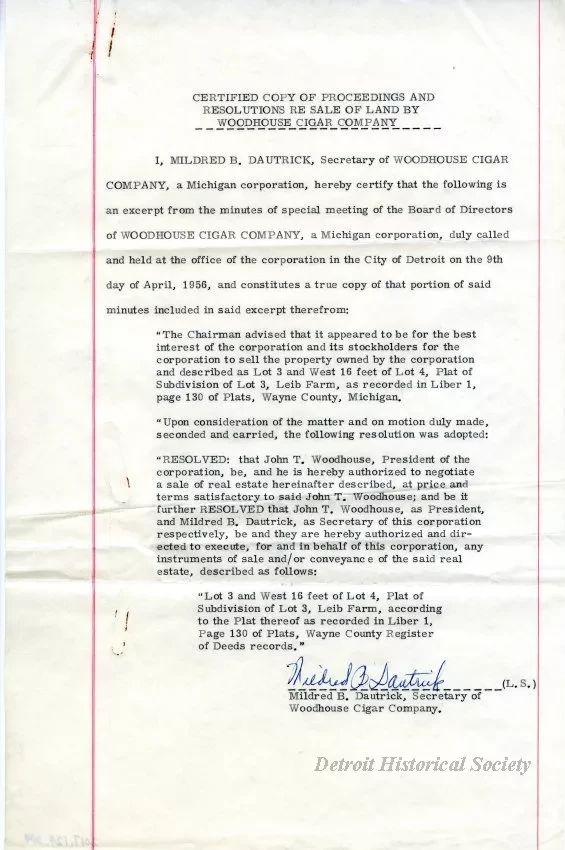 CERTIFIED COPY OF PROCEEDINGS AND
RESOLUTIONS RE SALE OF LAND BY
WOODHOUSE CIGAR COMPANY
I, MILDRED B. DAUTRICK, Secretary of WOODHOUSE CIGAR
COMPANY, a Michigan corporation, hereby certify that the following is
an excerpt from the minutes of special meeting of the Board of Directors
of WOODHOUSE CIGAR COMPANY, a Michigan corporation, duly called
and held at the office of the corporation in the City of Detroit on the 9th
day of April, 1956, and constitutes a true copy of that portion of said
minutes included in said excerpt therefrom:
"The Chairman advised that it appeared to be for the best
interest of the corporation and its stockholders for the
corporation to sell the property owned by the corporation
and described as Lot 3 and West 16 feet of Lot 4, Plat of
Subdivision of Lot 3, Leib Farm, as recorded in Liber 1,
page 130 of Plats, Wayne County, Michigan.
"Upon consideration of the matter and on motion duly made,
seconded and carried, the following resolution was adopted:
"RESOLVED: that John T. Woodhouse, President of the
corporation, be, and he is hereby authorized to negotiate
a sale of real estate hereinafter described, at price and
terms satisfactory to said John T. Woodhouse; and be it
further RESOLVED that John T. Woodhouse, as President,
and Mildred B. Dautrick, as Secretary of this corporation
respectively, be and they are hereby authorized and dir-
ected to execute, for and in behalf of this corporation, any
instruments of sale and/or conveyance of the said real
estate, described as follows:
"Lot 3 and West 16 feet of Lot 4, Plat of
Subdivision of Lot 3, Leib Farm, according
to the Plat thereof as recorded in Liber 1,
Page 130 of Plats, Wayne County Register
of Deeds records."
Mildred B Dautrick (L.S.)
Mildred B. Dautrick, Secretary of
Woodhouse Cigar Company.
Detroit Historical Society